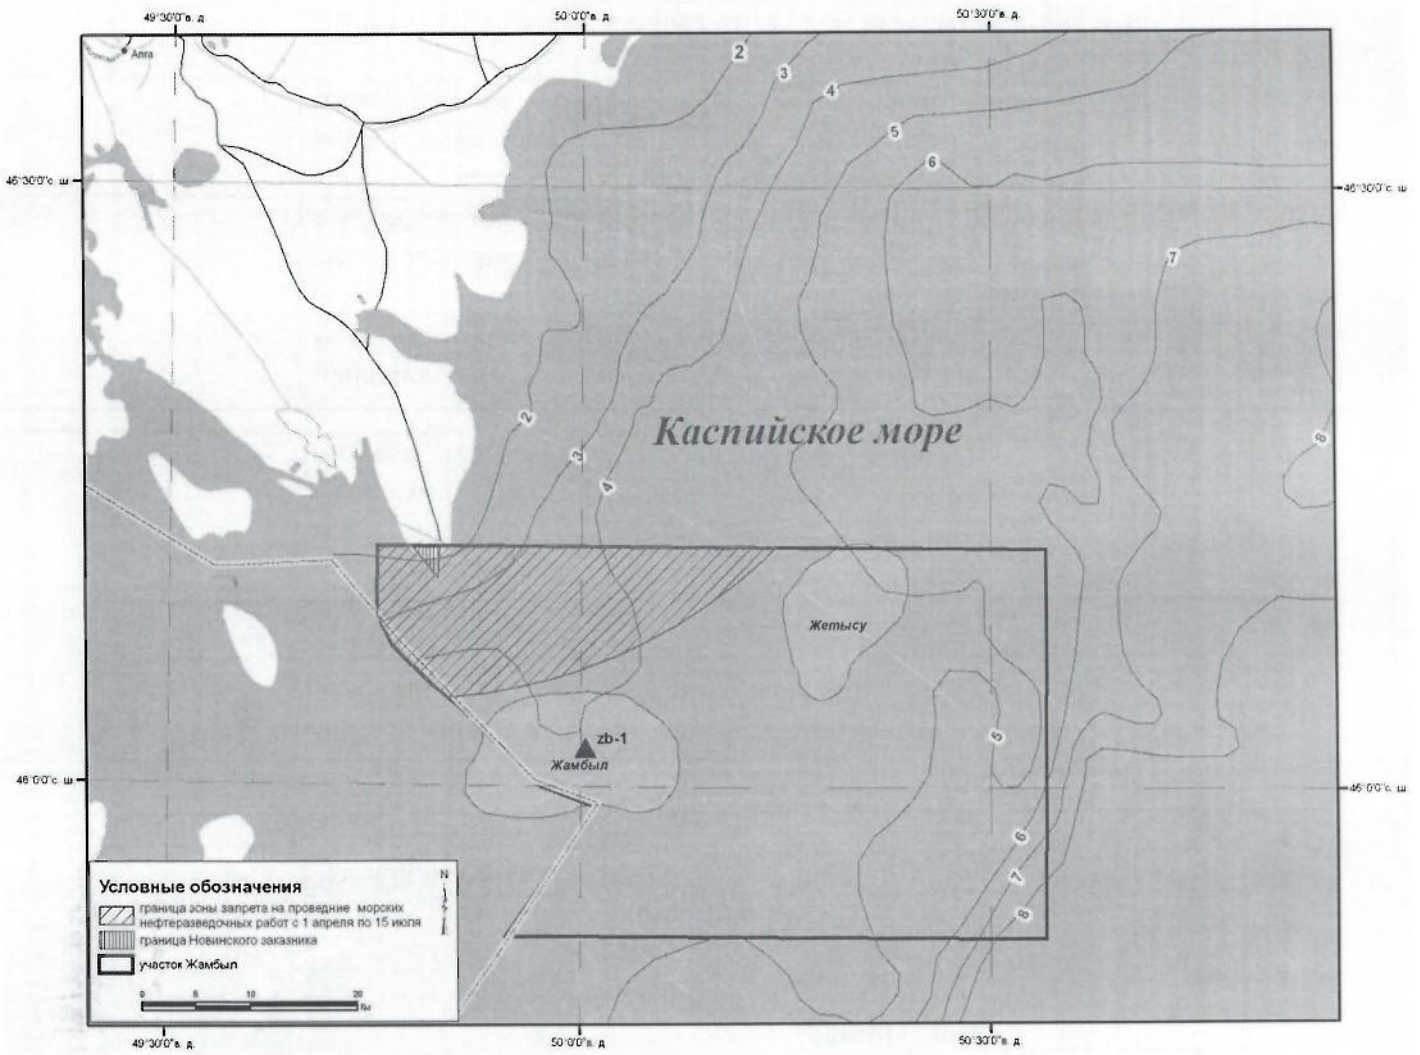 49°30'0"в. д.
50°0'0"в. д.
50°30'0"в. д.
Алга
2
3
4
5
6
46°30'0"с. ш
46°30'0"с. ш
7
2
Каспийское море
8
3
4
Жетысу
zb-1
5
Жамбыл
46°0'0"с. ш
46°0'0"с. ш
6
7
8
Условные обозначения
N
граница зоны запрета на проведние морских
нефтеразведочных работ с 1 апреля по 15 июля
граница Новинского заказника
участок Жамбыл
0 5 10 20
Км
49°30'0"в. д.
50°0'0"в. д.
50°30'0"в. д.